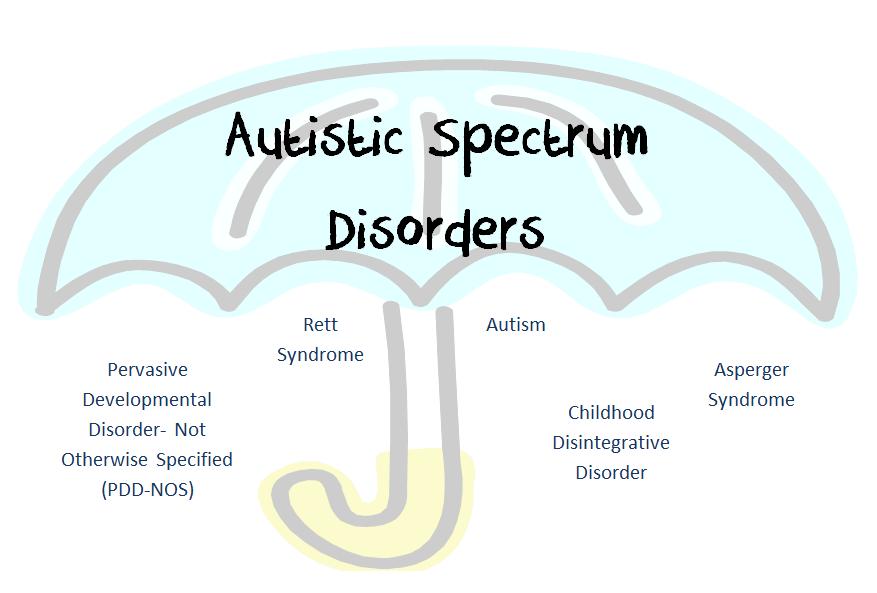 Autistic Spectrum
Disorders
Rett
Syndrome
Autism
Pervasive
Developmental
Disorder- Not
Otherwise Specified
(PDD-NOS)
Childhood
Disintegrative
Disorder
Asperger
Syndrome